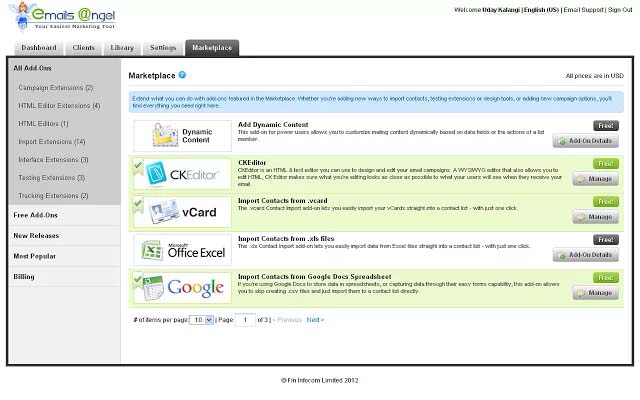 emails @ngel
Your Easiest Marketing Tool
Welcome Uday Kalangi | English (US) | Email Support | Sign Out
Dashboard Clients Library Settings Marketplace
All Add-Ons
Campaign Extensions (2)
HTML Editor Extensions (4)
HTML Editors (1)
Import Extensions (14)
Interface Extensions (3)
Testing Extensions (3)
Tracking Extensions (2)
Free Add-Ons
New Releases
Most Popular
Billing
Marketplace ?
All prices are in USD
Extend what you can do with add-ons featured in the Marketplace. Whether you're adding new ways to import contacts, testing extensions or design tools, or adding new campaign actions, you'll
find everything you need right here.
Dynamic
Content
Add Dynamic Content
This add-on for power users allows you to customize mailing content dynamically based on data fields or the actions of a list
member.
Free!
Add-On Details
CKEditor
CKEditor
CKEditor is an HTML & text editor you can use to design and edit your email campaigns. A WYSIWYG editor that also allows you to
edit HTML, CK Editor makes sure what you're editing looks as close as possible to what your users will see when they receive your
email.
Free!
Manage
vCard
Import Contacts from .vcard
The .vcard Contact Import add-on lets you easily import your vCards straight into a contact list - with just one click.
Free!
Manage
Microsoft
Office Excel
Import Contacts from .xls files
The .xls Contact Import add-on lets you easily import data from Excel files straight into a contact list - with just one click.
Free!
Add-On Details
Google
Import Contacts from Google Docs Spreadsheet
If you're using Google Docs to store data in spreadsheets, or capturing data through their easy forms capability, this add-on allows
you to skip creating .csv files and just import them to a contact list directly.
Free!
Manage
# of items per page: 10 | Page 1 of 3 | < Previous Next >
© Fin Infocom Limited 2012